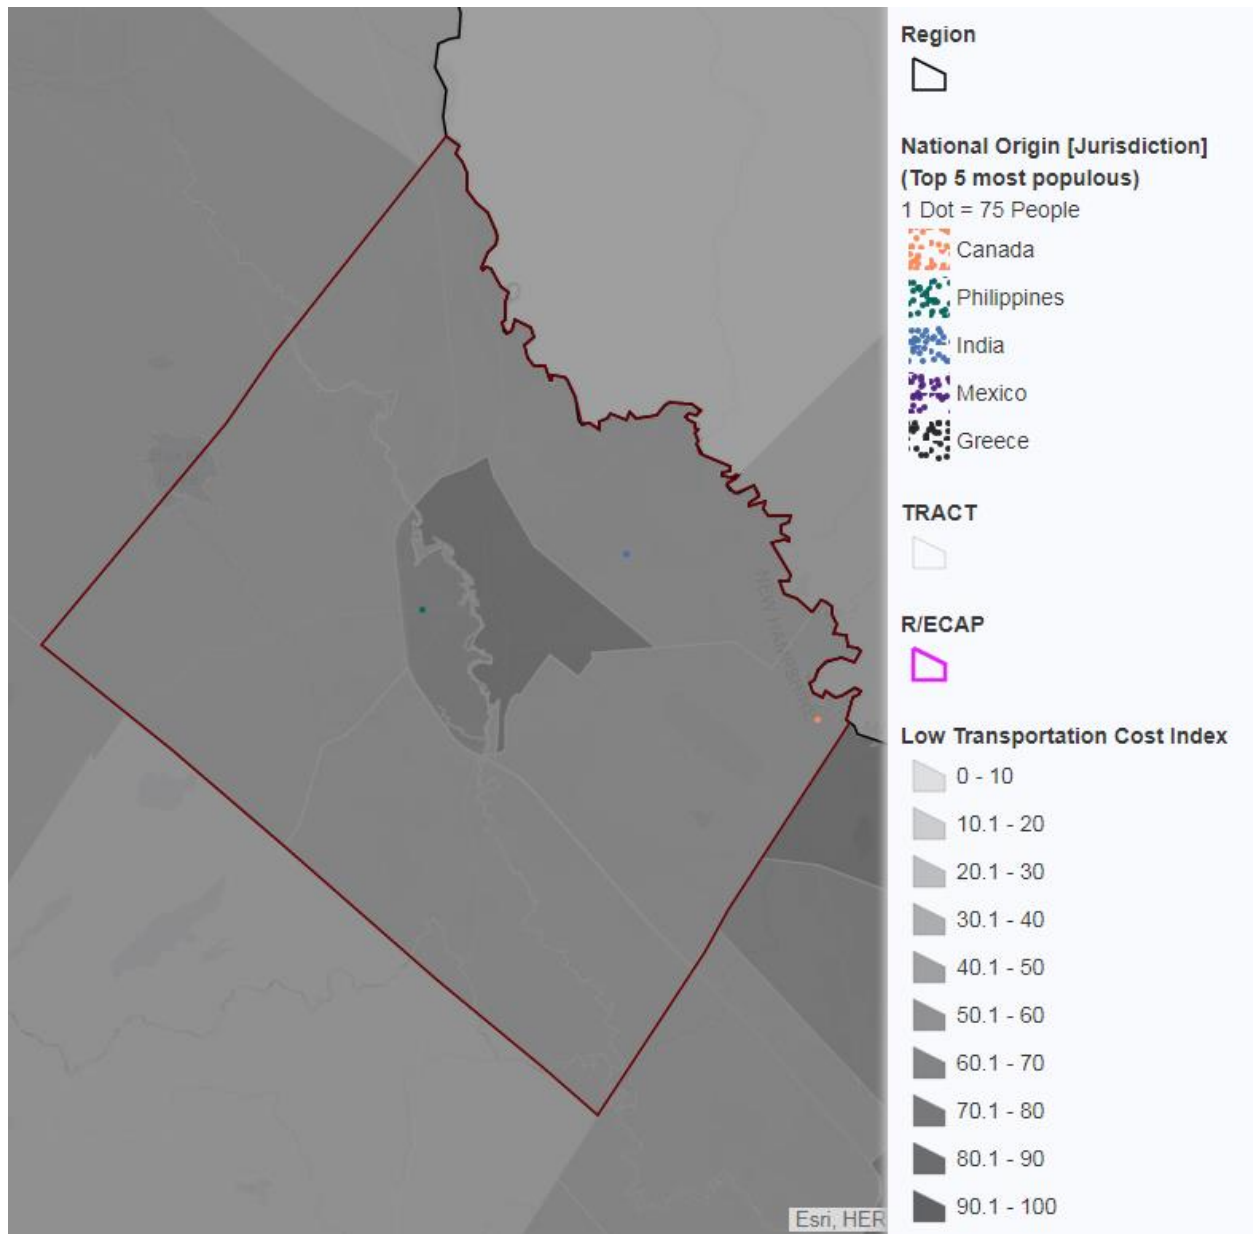 Region
National Origin [Jurisdiction]
(Top 5 most populous)
1 Dot = 75 People
Canada
Philippines
India
Mexico
Greece
TRACT
R/ECAP
Low Transportation Cost Index
0 - 10
10.1 - 20
20.1 - 30
30.1 - 40
40.1 - 50
50.1 - 60
60.1 - 70
70.1 - 80
80.1 - 90
90.1 - 100
Esri, HER